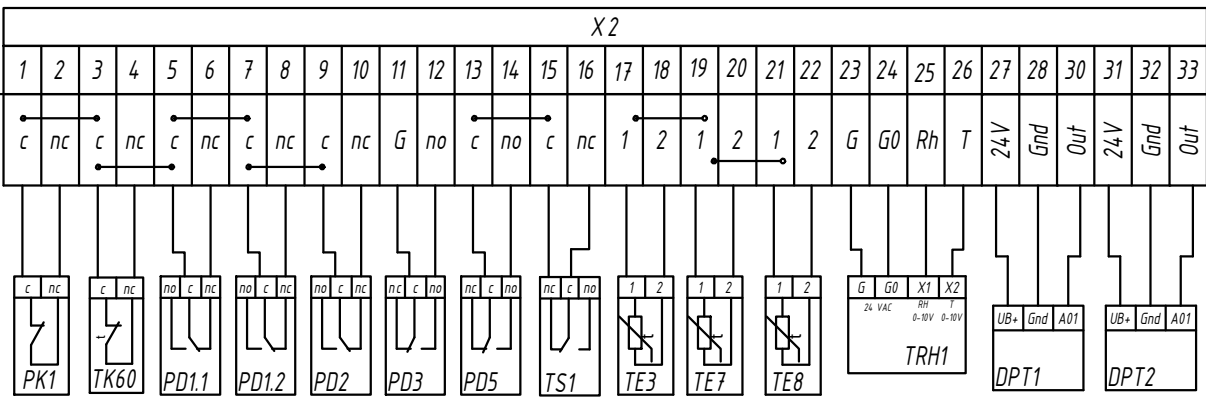 X2
1 2 3 4 5 6 7 8 9 10 11 12 13 14 15 16 17 18 19 20 21 22 23 24 25 26 27 28 30 31 32 33
c nc c nc c nc c nc c nc G no c no c nc 1 2 1 2 1 2 G G0 Rh T 24V Gnd Out 24V Gnd Out
c nc c nc no c nc no c nc no c nc nc c no nc c no nc c no 1 2 1 2 1 2 G G0 X1 X2
24 VAC RH T
0-10V 0-10V
UB+ Gnd A01 UB+ Gnd A01
t t t t
TRH1
PK1 TK60 PD1.1 PD1.2 PD2 PD3 PD5 TS1 TE3 TE7 TE8 DPT1 DPT2